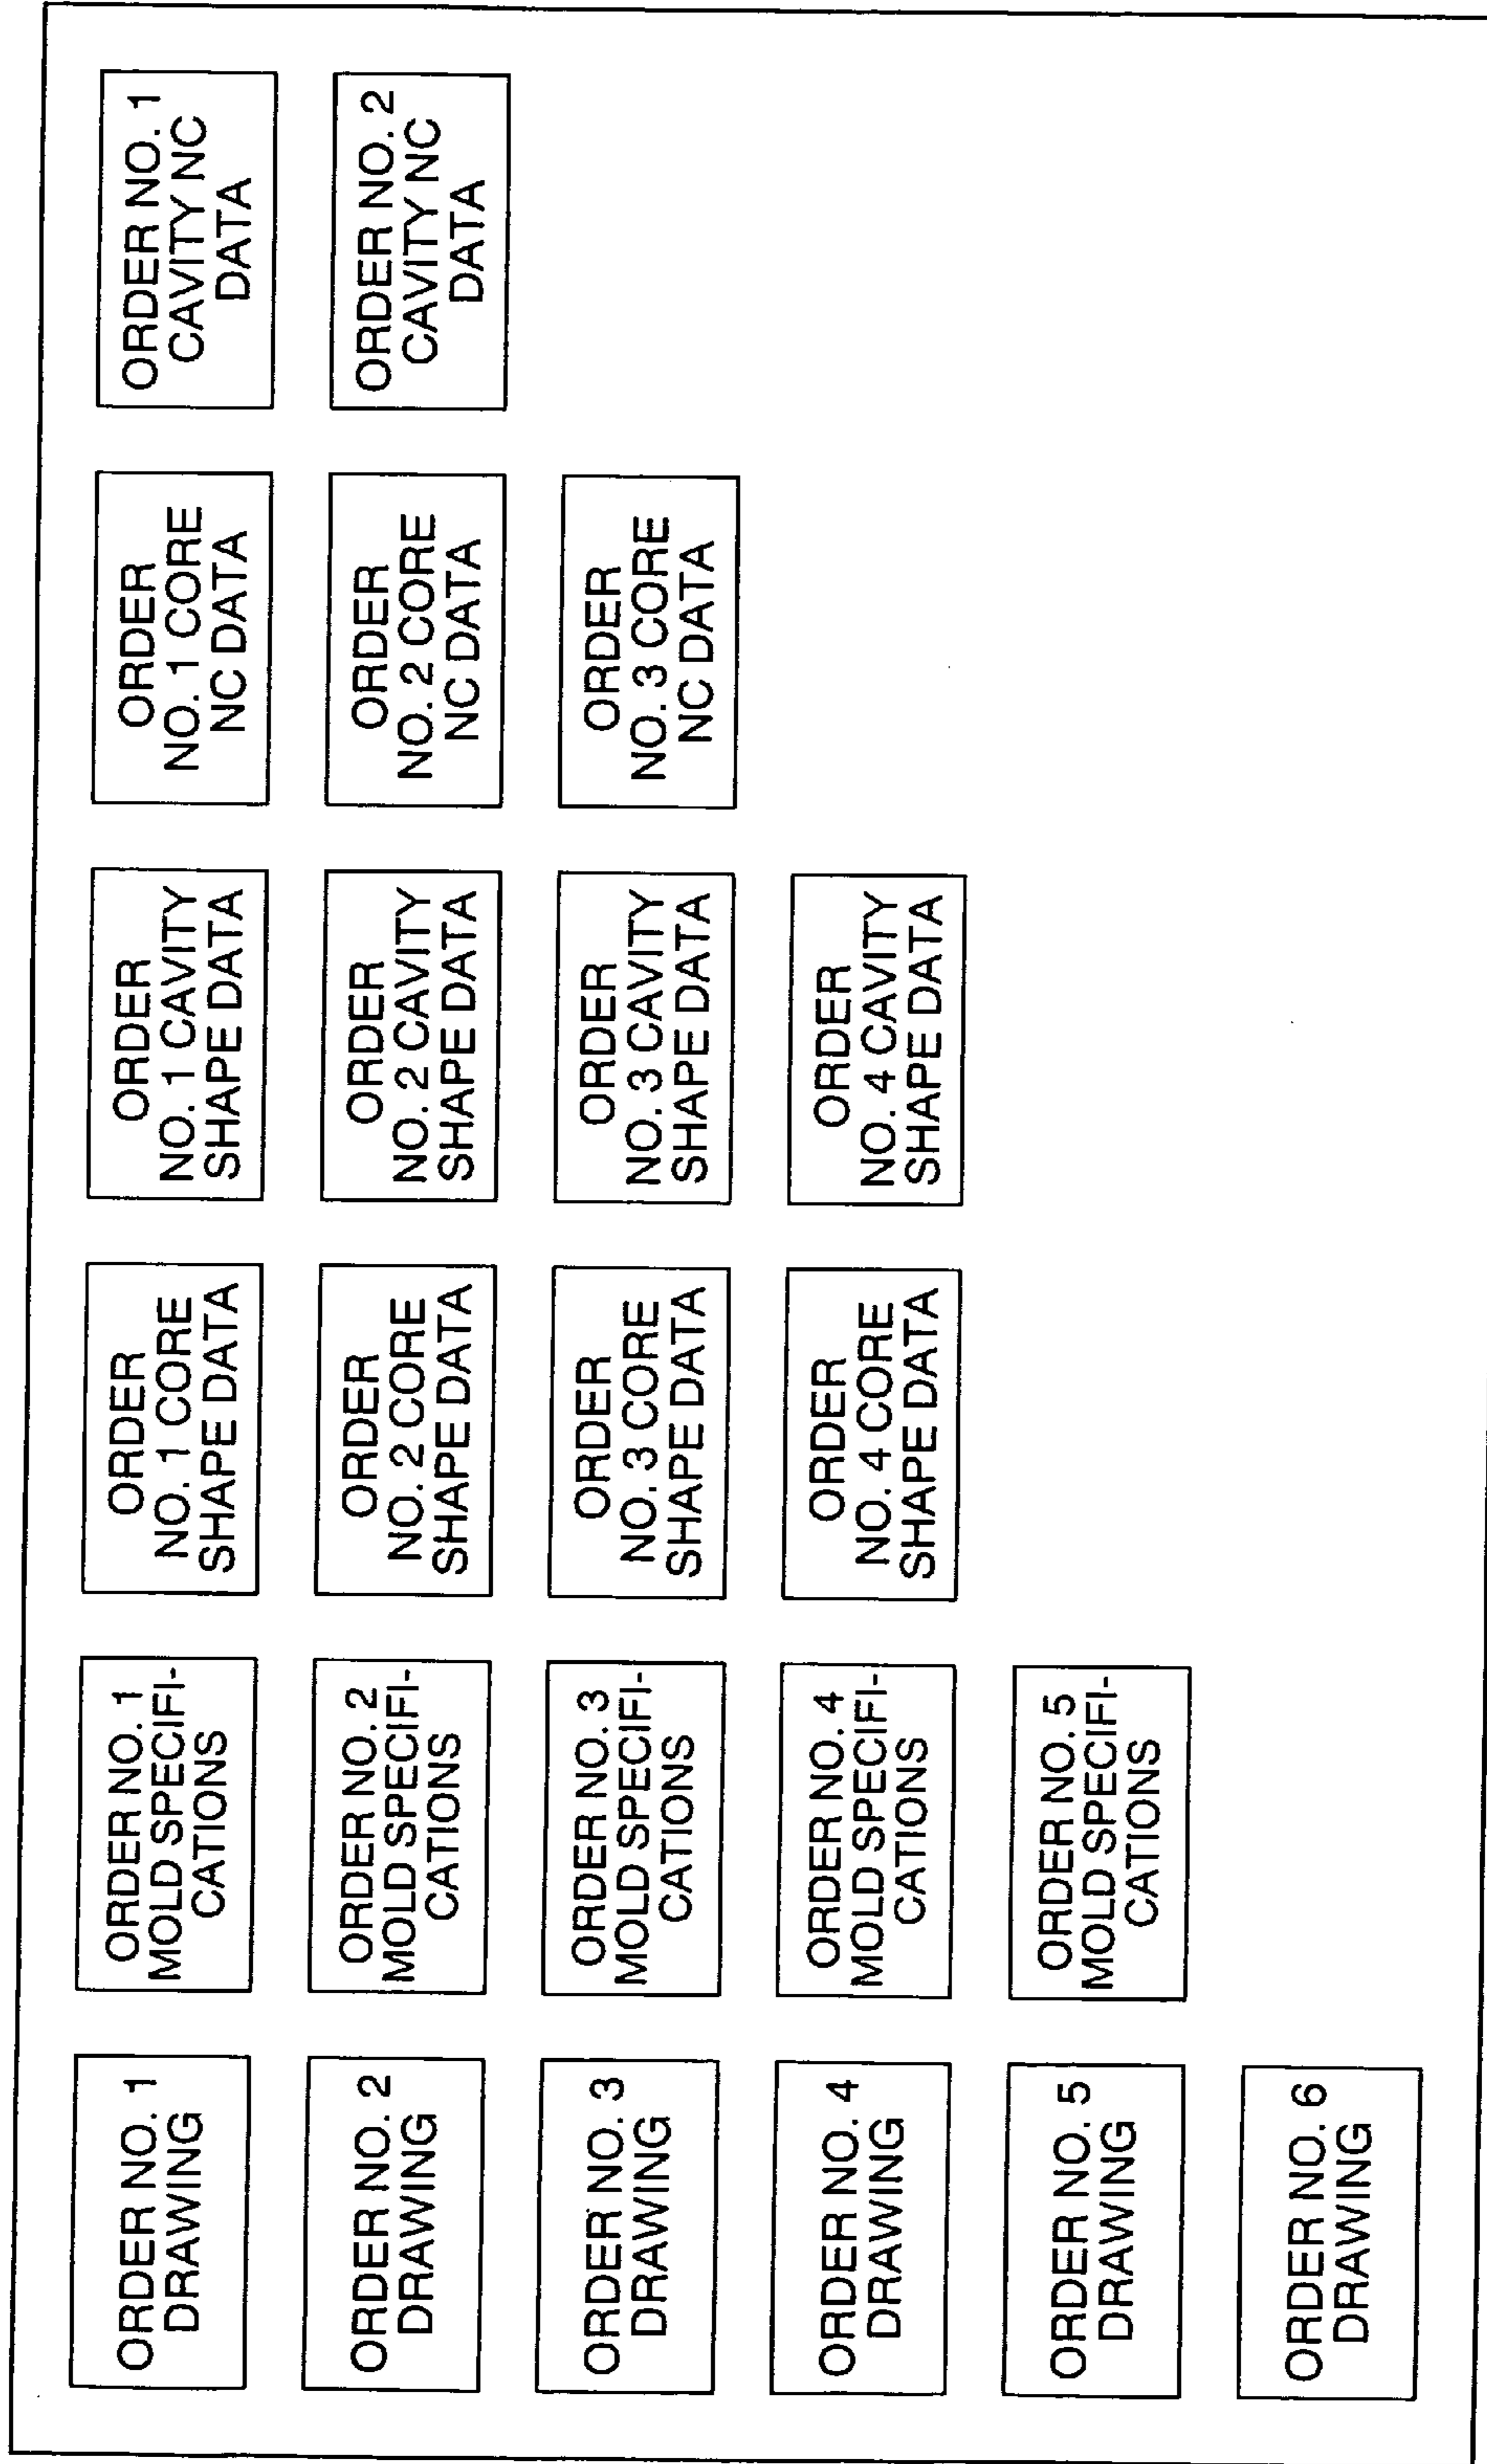 ORDER NO. 1
DRAWING
ORDER NO. 1
MOLD SPECIFI-
CATIONS
ORDER
NO. 1 CORE
SHAPE DATA
ORDER
NO. 1 CAVITY
SHAPE DATA
ORDER
NO. 1 CORE
NC DATA
ORDER NO. 1
CAVITY NC
DATA
ORDER NO. 2
DRAWING
ORDER NO. 2
MOLD SPECIFI-
CATIONS
ORDER
NO. 2 CORE
SHAPE DATA
ORDER
NO. 2 CAVITY
SHAPE DATA
ORDER
NO. 2 CORE
NC DATA
ORDER NO. 2
CAVITY NC
DATA
ORDER NO. 3
DRAWING
ORDER NO. 3
MOLD SPECIFI-
CATIONS
ORDER
NO. 3 CORE
SHAPE DATA
ORDER
NO. 3 CAVITY
SHAPE DATA
ORDER
NO. 3 CORE
NC DATA
ORDER NO. 4
DRAWING
ORDER NO. 4
MOLD SPECIFI-
CATIONS
ORDER
NO. 4 CORE
SHAPE DATA
ORDER
NO. 4 CAVITY
SHAPE DATA
ORDER NO. 5
DRAWING
ORDER NO. 5
MOLD SPECIFI-
CATIONS
ORDER NO. 6
DRAWING